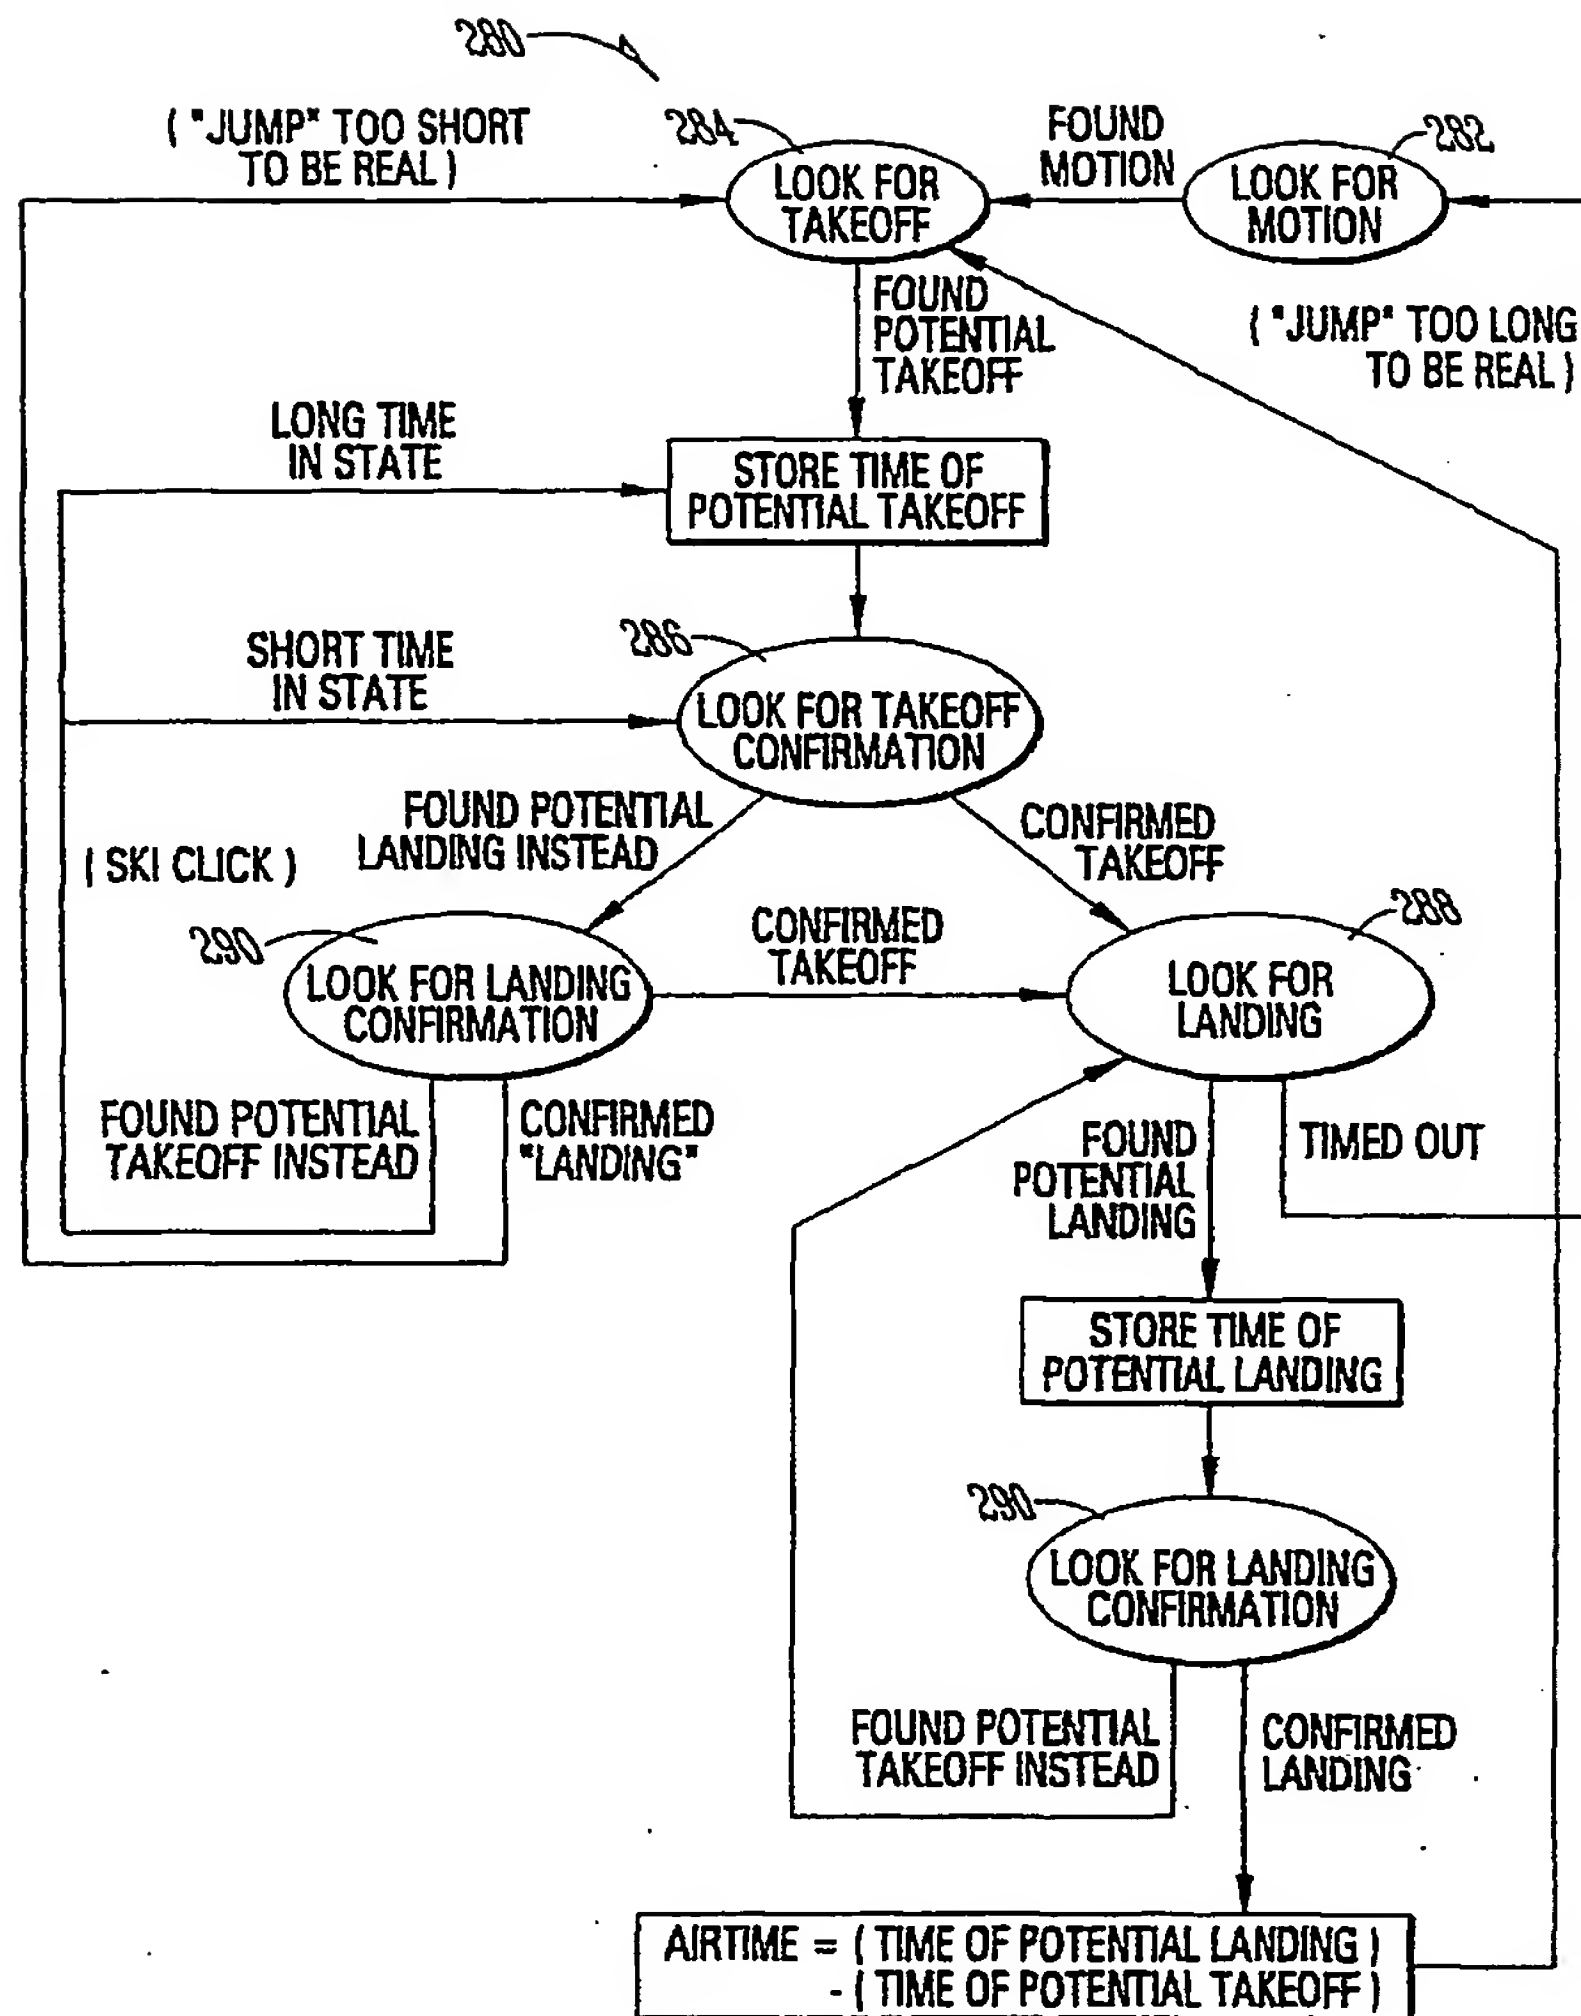 280
( "JUMP" TOO SHORT
TO BE REAL )
284
LOOK FOR
TAKEOFF
FOUND
MOTION
282
LOOK FOR
MOTION
( "JUMP" TOO LONG
TO BE REAL )
FOUND
POTENTIAL
TAKEOFF
LONG TIME
IN STATE
STORE TIME OF
POTENTIAL TAKEOFF
SHORT TIME
IN STATE
286
LOOK FOR TAKEOFF
CONFIRMATION
( SKI CLICK )
FOUND POTENTIAL
LANDING INSTEAD
CONFIRMED
TAKEOFF
290
LOOK FOR LANDING
CONFIRMATION
CONFIRMED
TAKEOFF
288
LOOK FOR
LANDING
FOUND POTENTIAL
TAKEOFF INSTEAD
CONFIRMED
"LANDING"
FOUND
POTENTIAL
LANDING
TIMED OUT
STORE TIME OF
POTENTIAL LANDING
290
LOOK FOR LANDING
CONFIRMATION
FOUND POTENTIAL
TAKEOFF INSTEAD
CONFIRMED
LANDING
AIRTIME = ( TIME OF POTENTIAL LANDING )
- ( TIME OF POTENTIAL TAKEOFF )